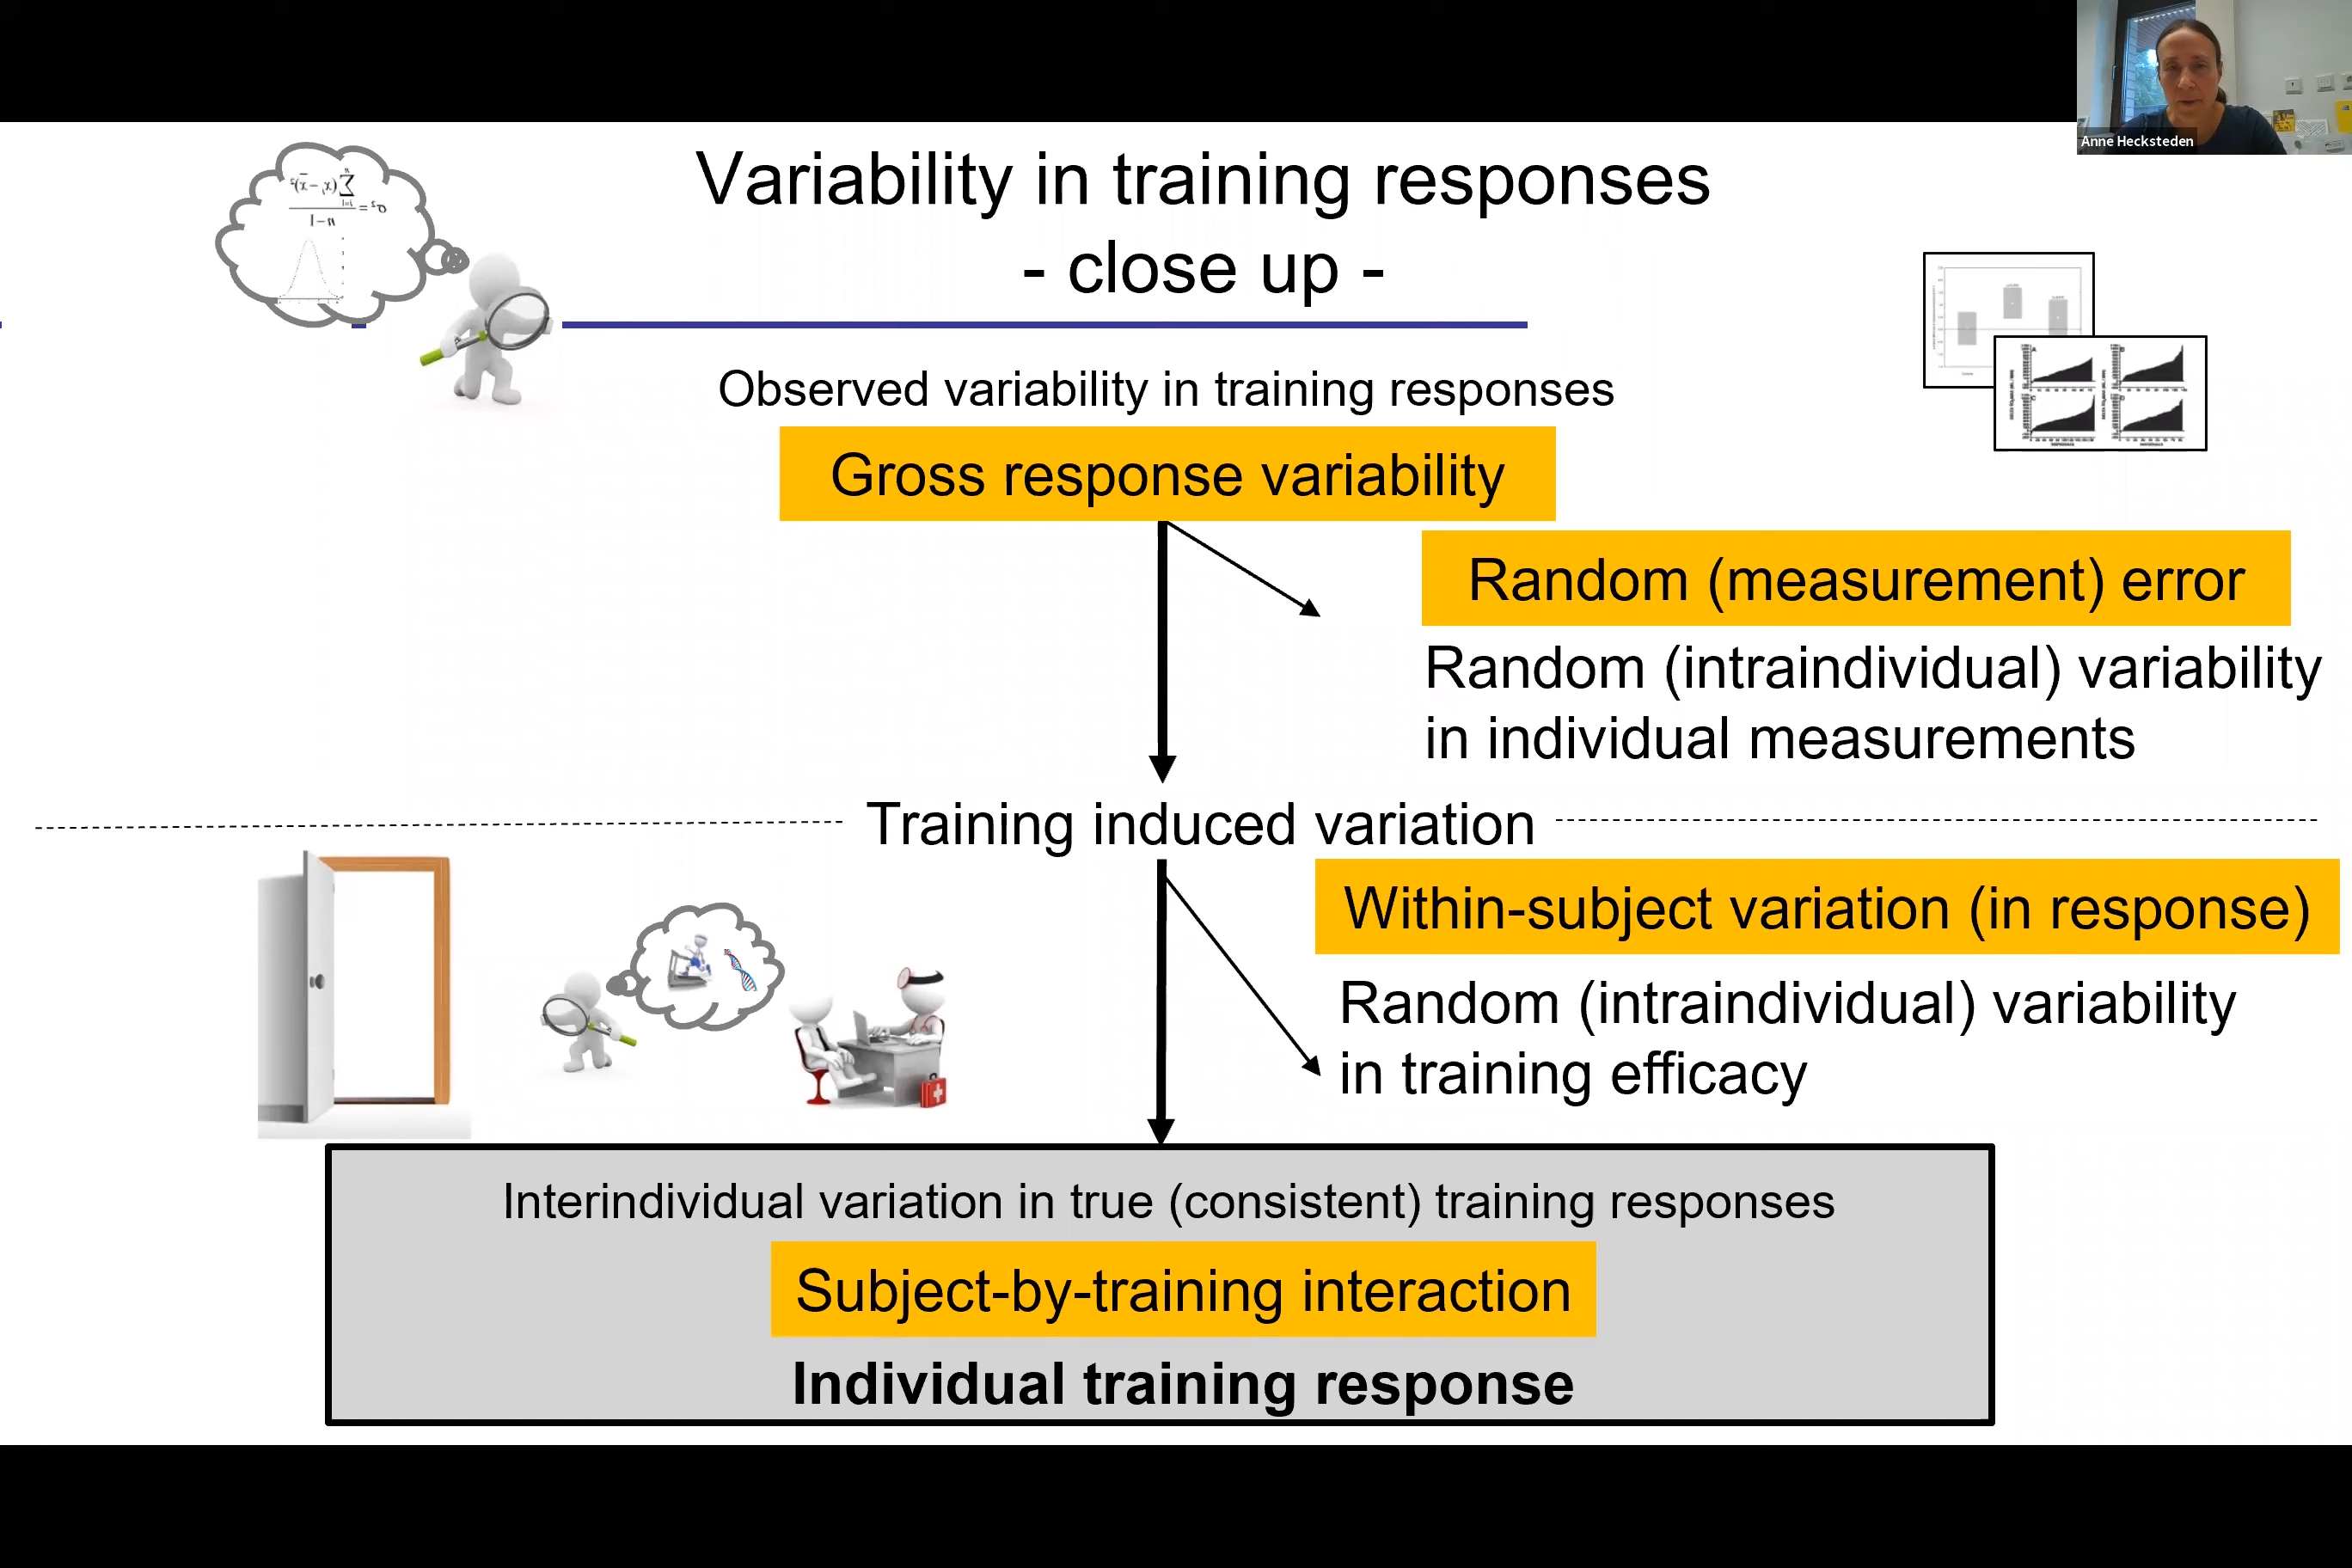 Anne Hecksteden
Variability in training responses
- close up -
Observed variability in training responses
Gross response variability
Random (measurement) error
Random (intraindividual) variability
in individual measurements
Training induced variation
Within-subject variation (in response)
Random (intraindividual) variability
in training efficacy
Interindividual variation in true (consistent) training responses
Subject-by-training interaction
Individual training response